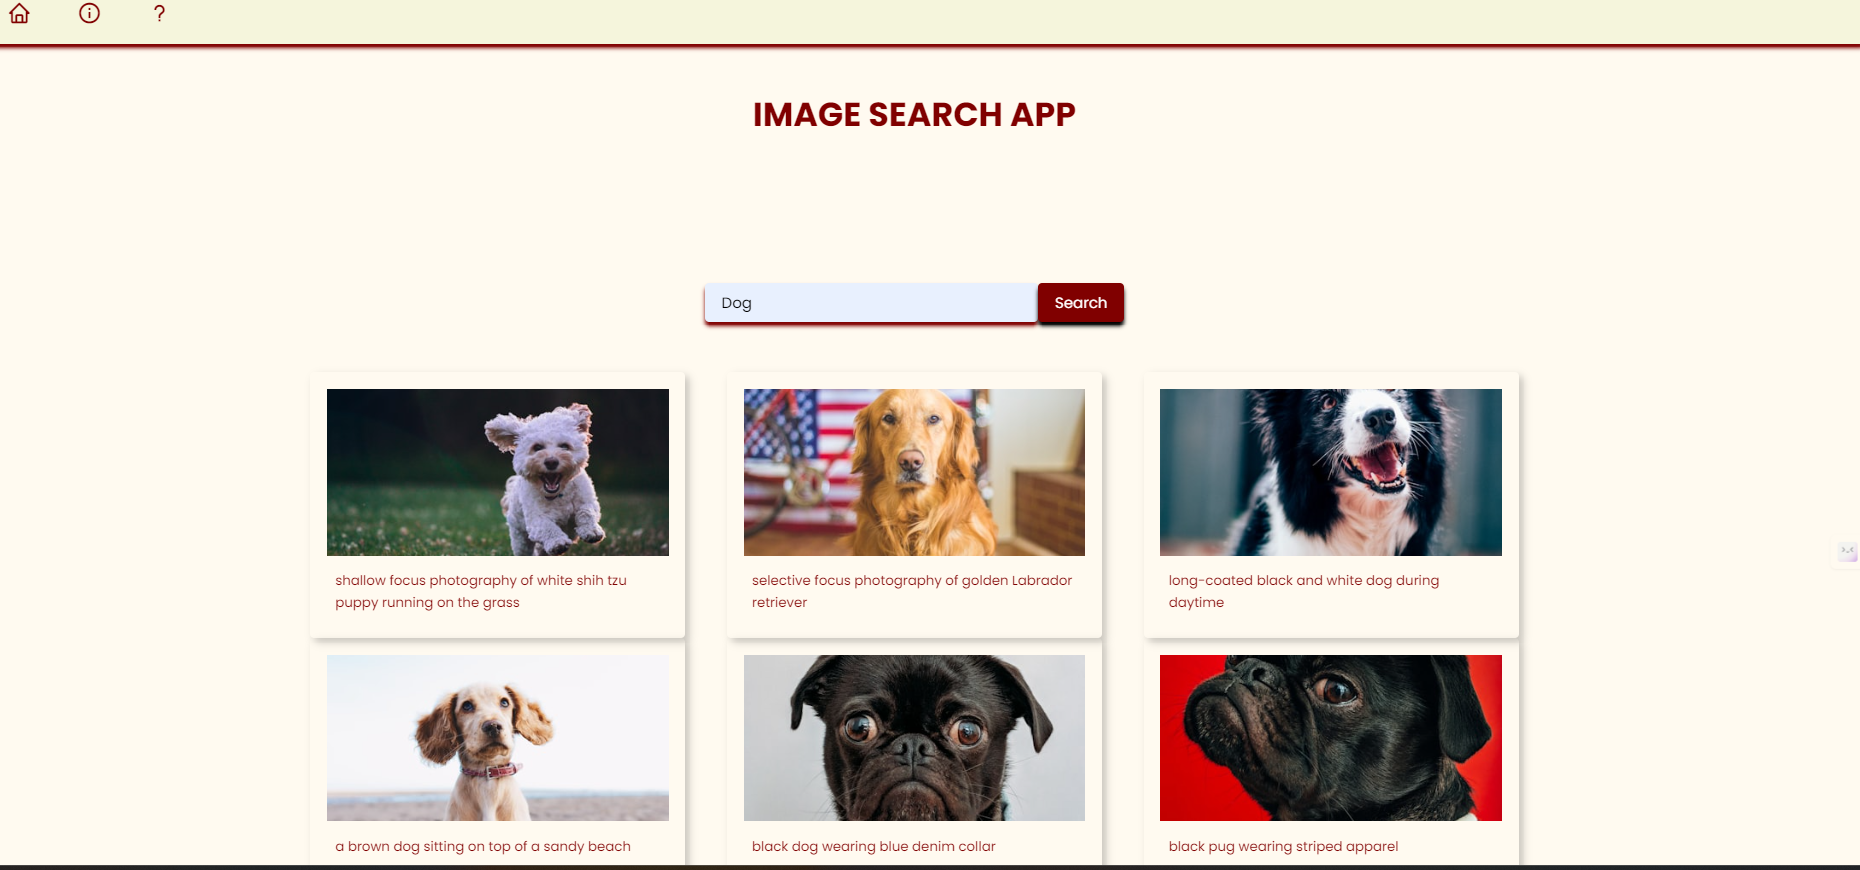 ?
IMAGE SEARCH APP
Dog
Search
shallow focus photography of white shih tzu
puppy running on the grass
selective focus photography of golden Labrador
retriever
long-coated black and white dog during
daytime
a brown dog sitting on top of a sandy beach
black dog wearing blue denim collar
black pug wearing striped apparel